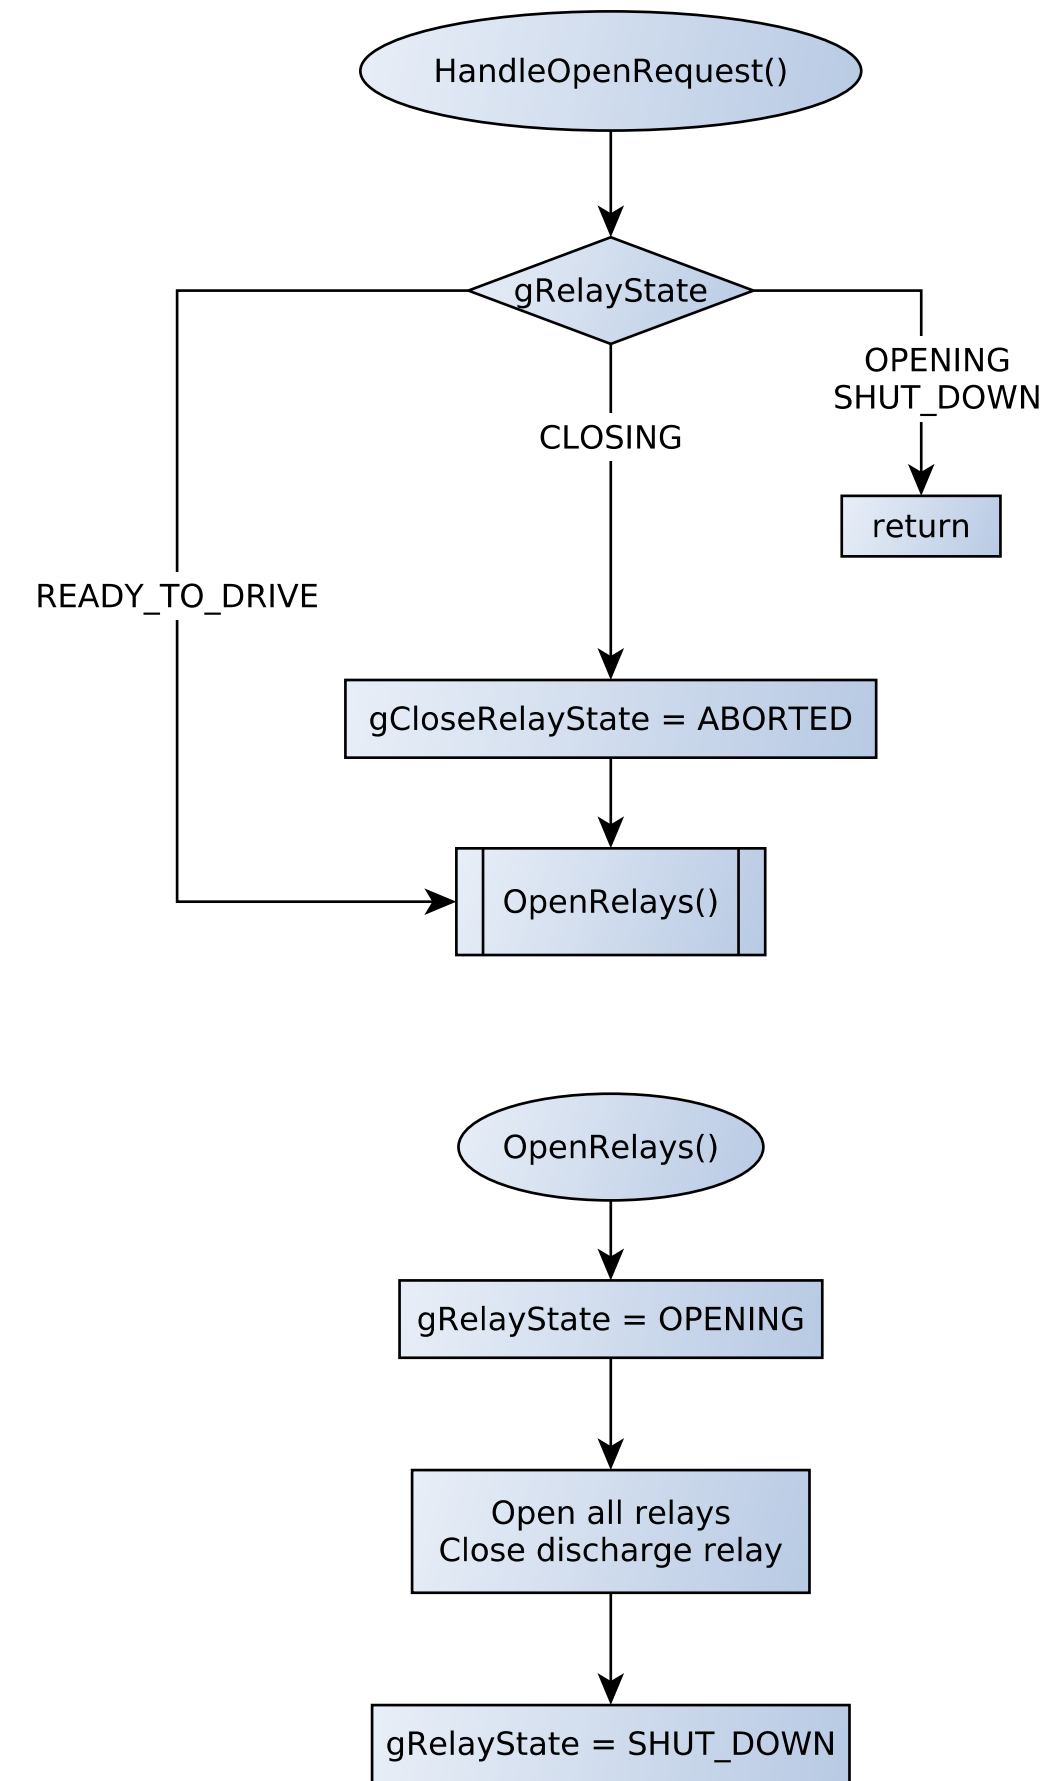 HandleOpenRequest()
gRelayState
OPENING
SHUT_DOWN
CLOSING
return
READY_TO_DRIVE
gCloseRelayState = ABORTED
OpenRelays()
OpenRelays()
gRelayState = OPENING
Open all relays
Close discharge relay
gRelayState = SHUT_DOWN